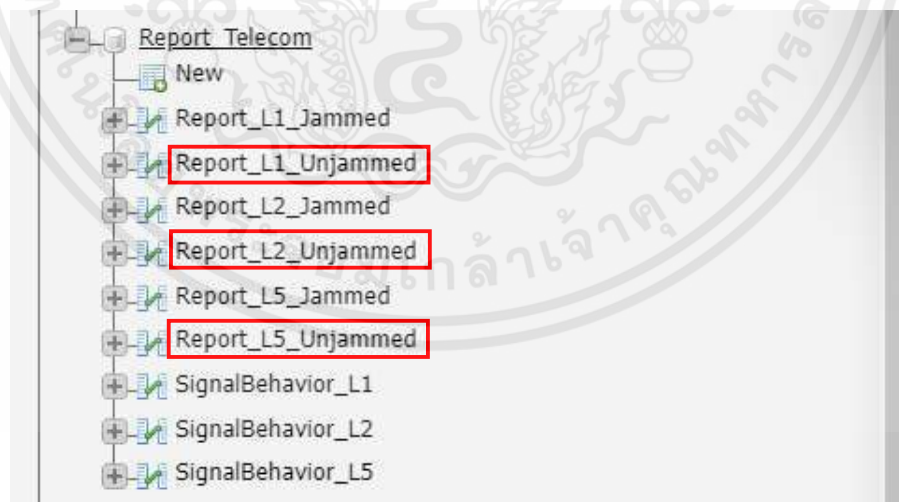 Report_Telecom
New
Report_L1_Jammed
Report_L1_Unjammed
Report_L2_Jammed
Report_L2_Unjammed
Report_L5_Jammed
Report_L5_Unjammed
SignalBehavior_L1
SignalBehavior_L2
SignalBehavior_L5